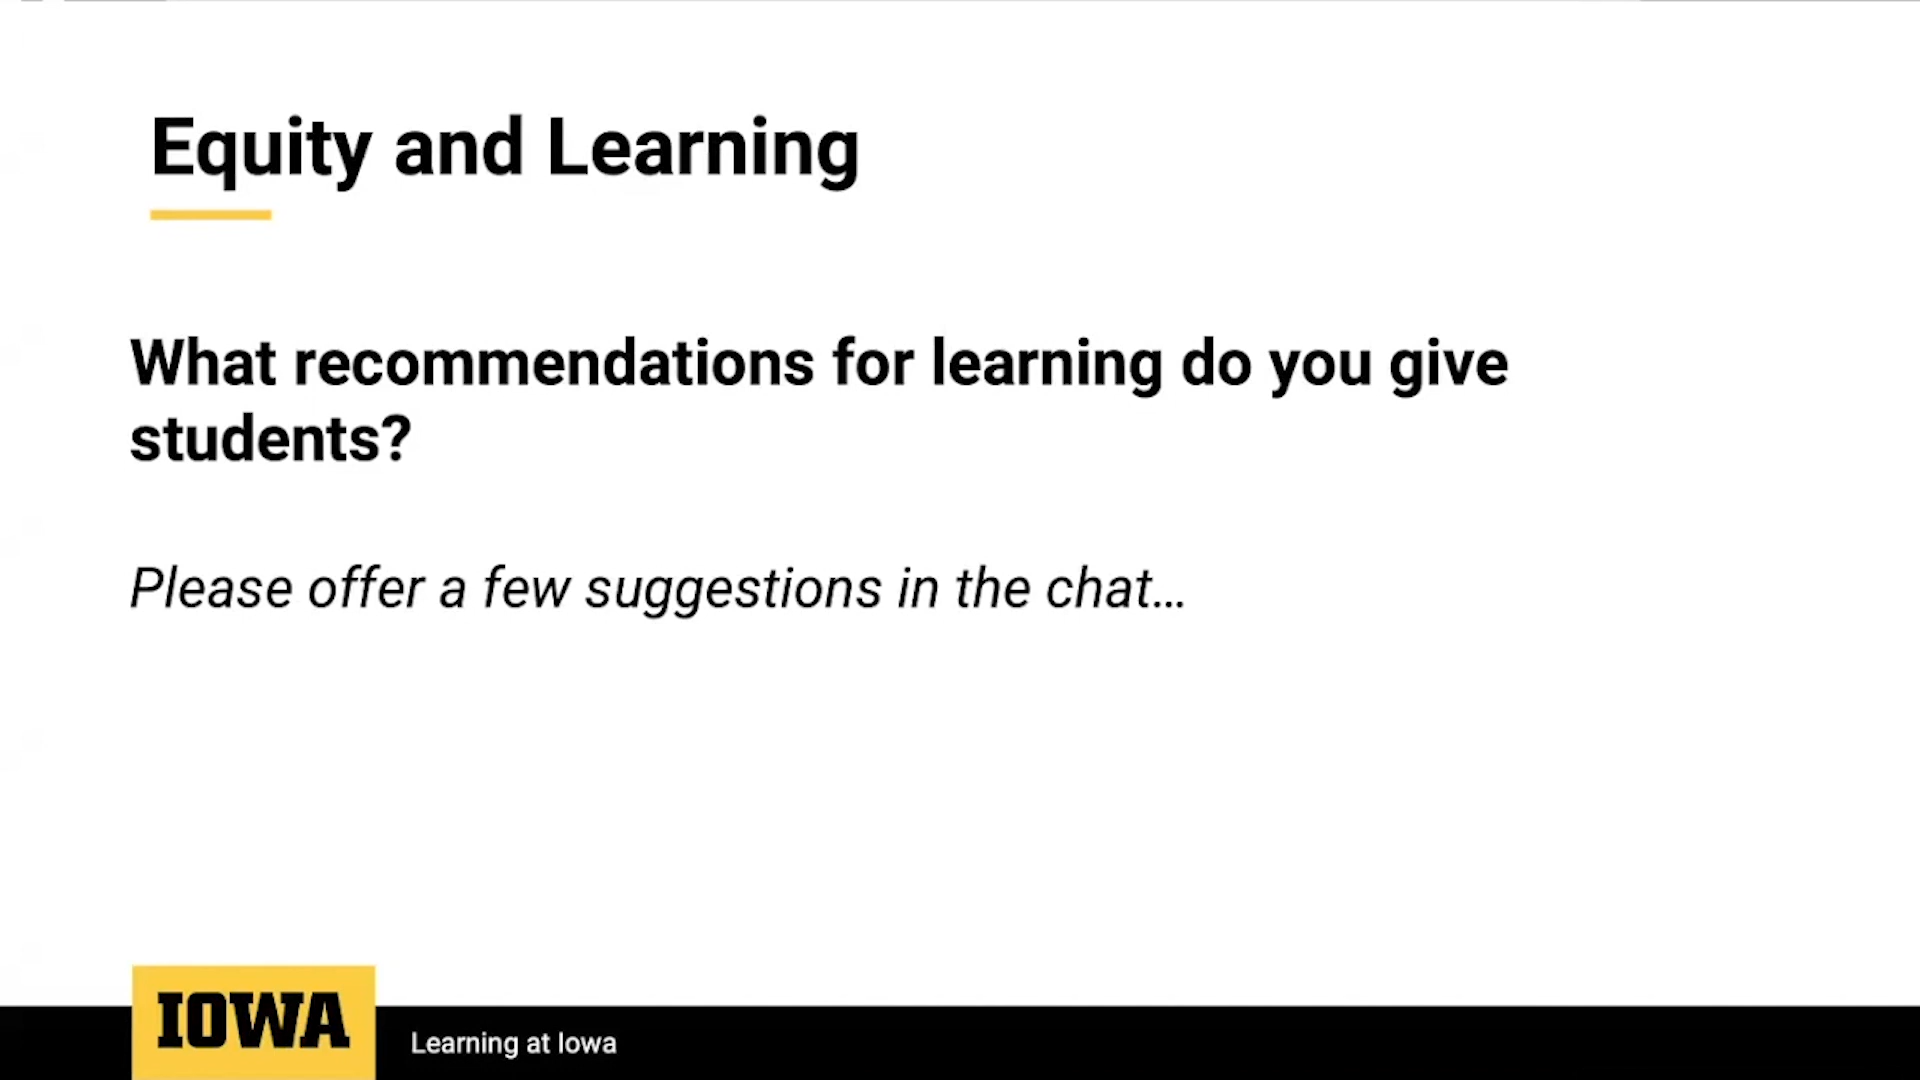 Equity and Learning
What recommendations for learning do you give
students?
Please offer a few suggestions in the chat…
IOWA
Learning at Iowa